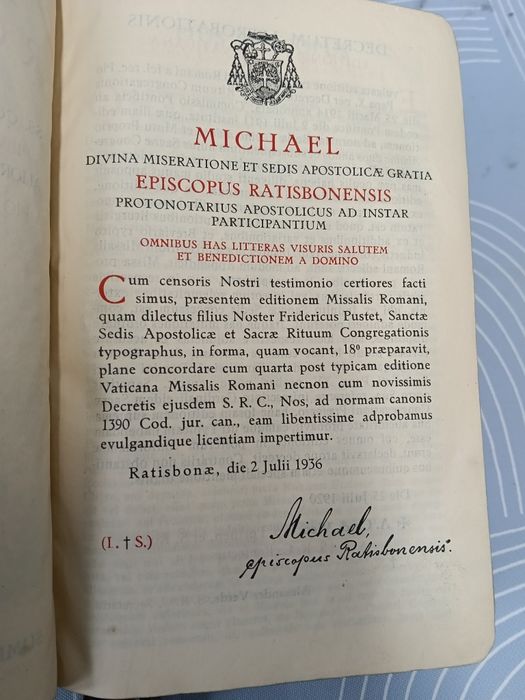 MICHAEL
DIVINA MISERATIONE ET SEDIS APOSTOLICÆ GRATIA
EPISCOPUS RATISBONENSIS
PROTONOTARIUS APOSTOLICUS AD INSTAR
PARTICIPANTIUM
OMNIBUS HAS LITTERAS VISURIS SALUTEM
ET BENEDICTIONEM A DOMINO
Cum censoris Nostri testimonio certiores facti
simus, præsentem editionem Missalis Romani,
quam dilectus filius Noster Fridericus Pustet, Sanctæ
Sedis Apostolicæ et Sacræ Rituum Congregationis
typographus, in forma, quam vocant, 18º præparavit,
plane concordare cum quarta post typicam editione
Vaticana Missalis Romani necnon cum novissimis
Decretis ejusdem S. R. C., Nos, ad normam canonis
1390 Cod. jur. can., eam libentissime adprobamus
evulgandique licentiam impertimur.
Ratisbonæ, die 2 Julii 1936
(L. † S.)
Michael,
episcopus Ratisbonensis.